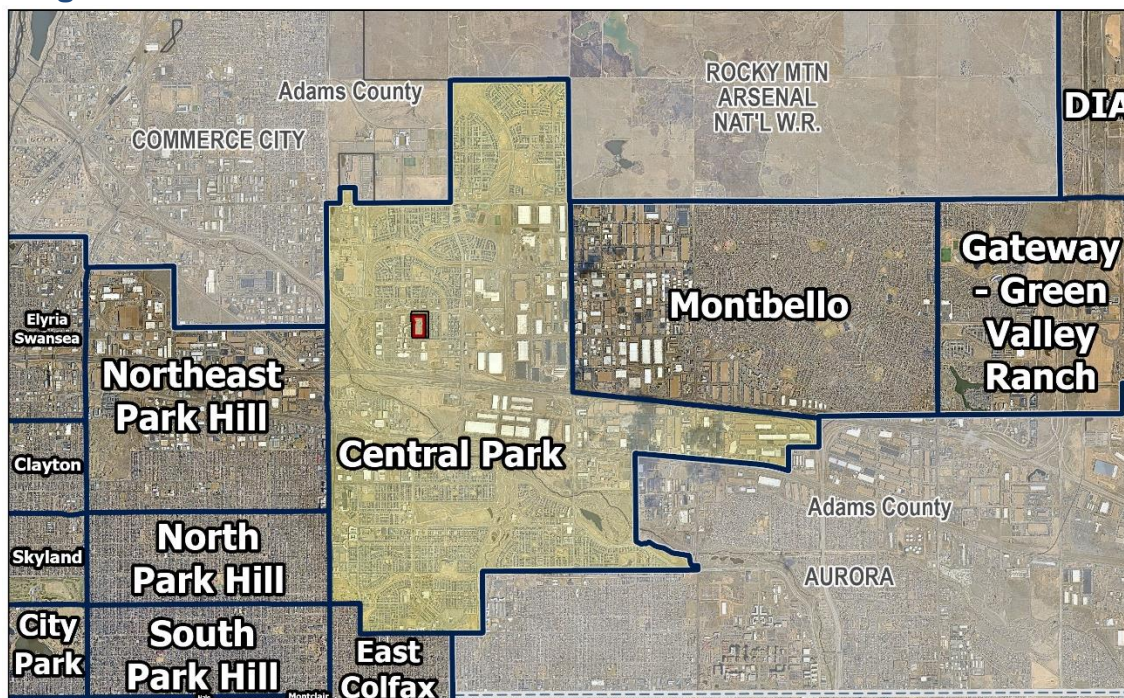 Adams County
COMMERCE CITY
ROCKY MTN
ARSENAL
NAT'L W.R.
DIA
Elyria
Swansea
Northeast
Park Hill
Montbello
Gateway
- Green
Valley
Ranch
Clayton
Central Park
Skyland
North
Park Hill
Adams County
AURORA
City
Park
South
Park Hill
East
Colfax
Montclair